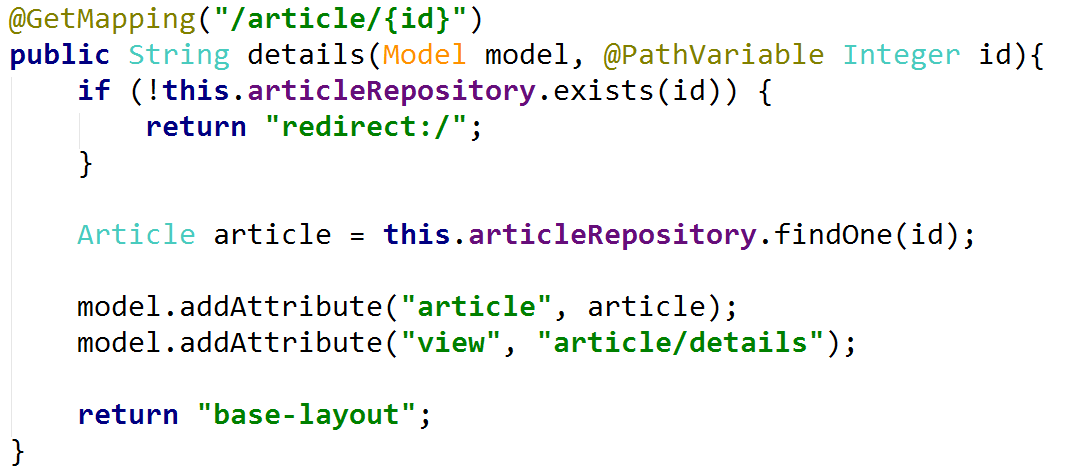 @GetMapping("/article/{id}")
public String details(Model model, @PathVariable Integer id){
    if (!this.articleRepository.exists(id)) {
        return "redirect:/";
    }

    Article article = this.articleRepository.findOne(id);

    model.addAttribute("article", article);
    model.addAttribute("view", "article/details");

    return "base-layout";
}